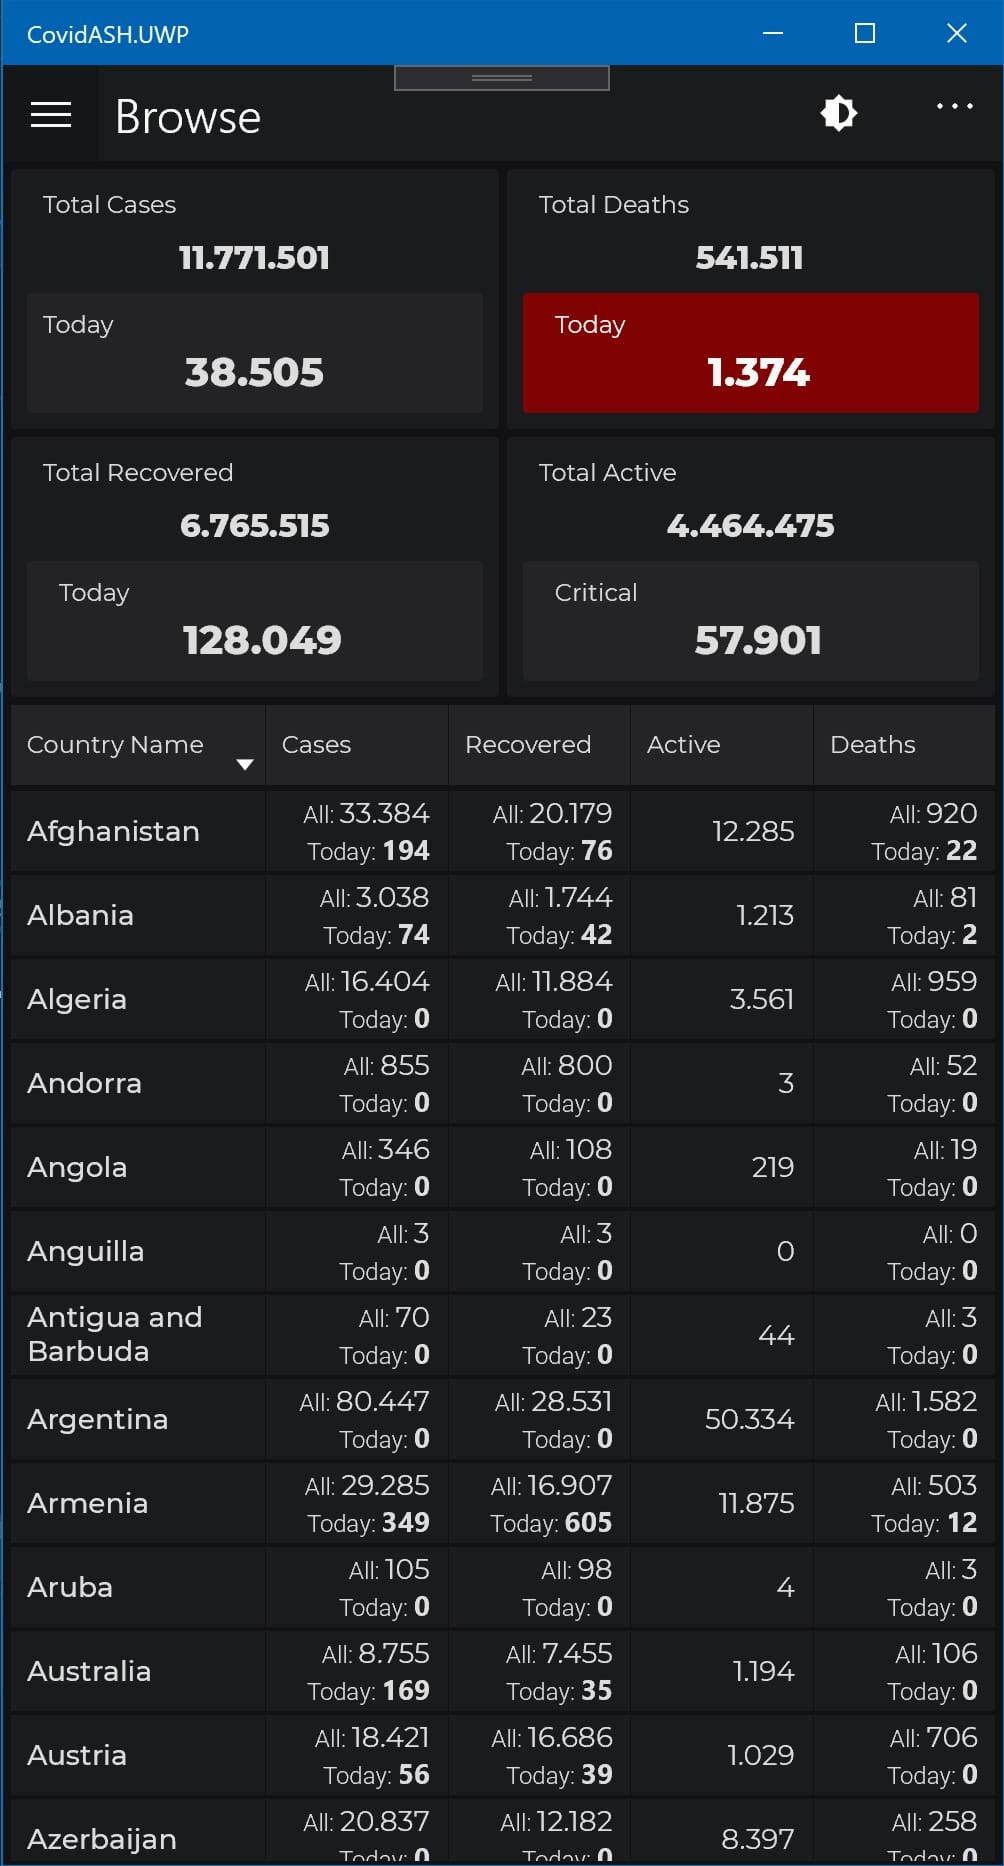 CovidASH.UWP
Browse
Total Cases
11.771.501
Today
38.505
Total Deaths
541.511
Today
1.374
Total Recovered
6.765.515
Today
128.049
Total Active
4.464.475
Critical
57.901
Country Name Cases Recovered Active Deaths
Afghanistan All: 33.384 All: 20.179 12.285 All: 920
Today: 194 Today: 76 Today: 22
Albania All: 3.038 All: 1.744 1.213 All: 81
Today: 74 Today: 42 Today: 2
Algeria All: 16.404 All: 11.884 3.561 All: 959
Today: 0 Today: 0 Today: 0
Andorra All: 855 All: 800 3 All: 52
Today: 0 Today: 0 Today: 0
Angola All: 346 All: 108 219 All: 19
Today: 0 Today: 0 Today: 0
Anguilla All: 3 All: 3 0 All: 0
Today: 0 Today: 0 Today: 0
Antigua and All: 70 All: 23 44 All: 3
Barbuda Today: 0 Today: 0 Today: 0
Argentina All: 80.447 All: 28.531 50.334 All: 1.582
Today: 0 Today: 0 Today: 0
Armenia All: 29.285 All: 16.907 11.875 All: 503
Today: 349 Today: 605 Today: 12
Aruba All: 105 All: 98 4 All: 3
Today: 0 Today: 0 Today: 0
Australia All: 8.755 All: 7.455 1.194 All: 106
Today: 169 Today: 35 Today: 0
Austria All: 18.421 All: 16.686 1.029 All: 706
Today: 56 Today: 39 Today: 0
Azerbaijan All: 20.837 All: 12.182 8.397 All: 258
Today: 0 Today: 0 Today: 0